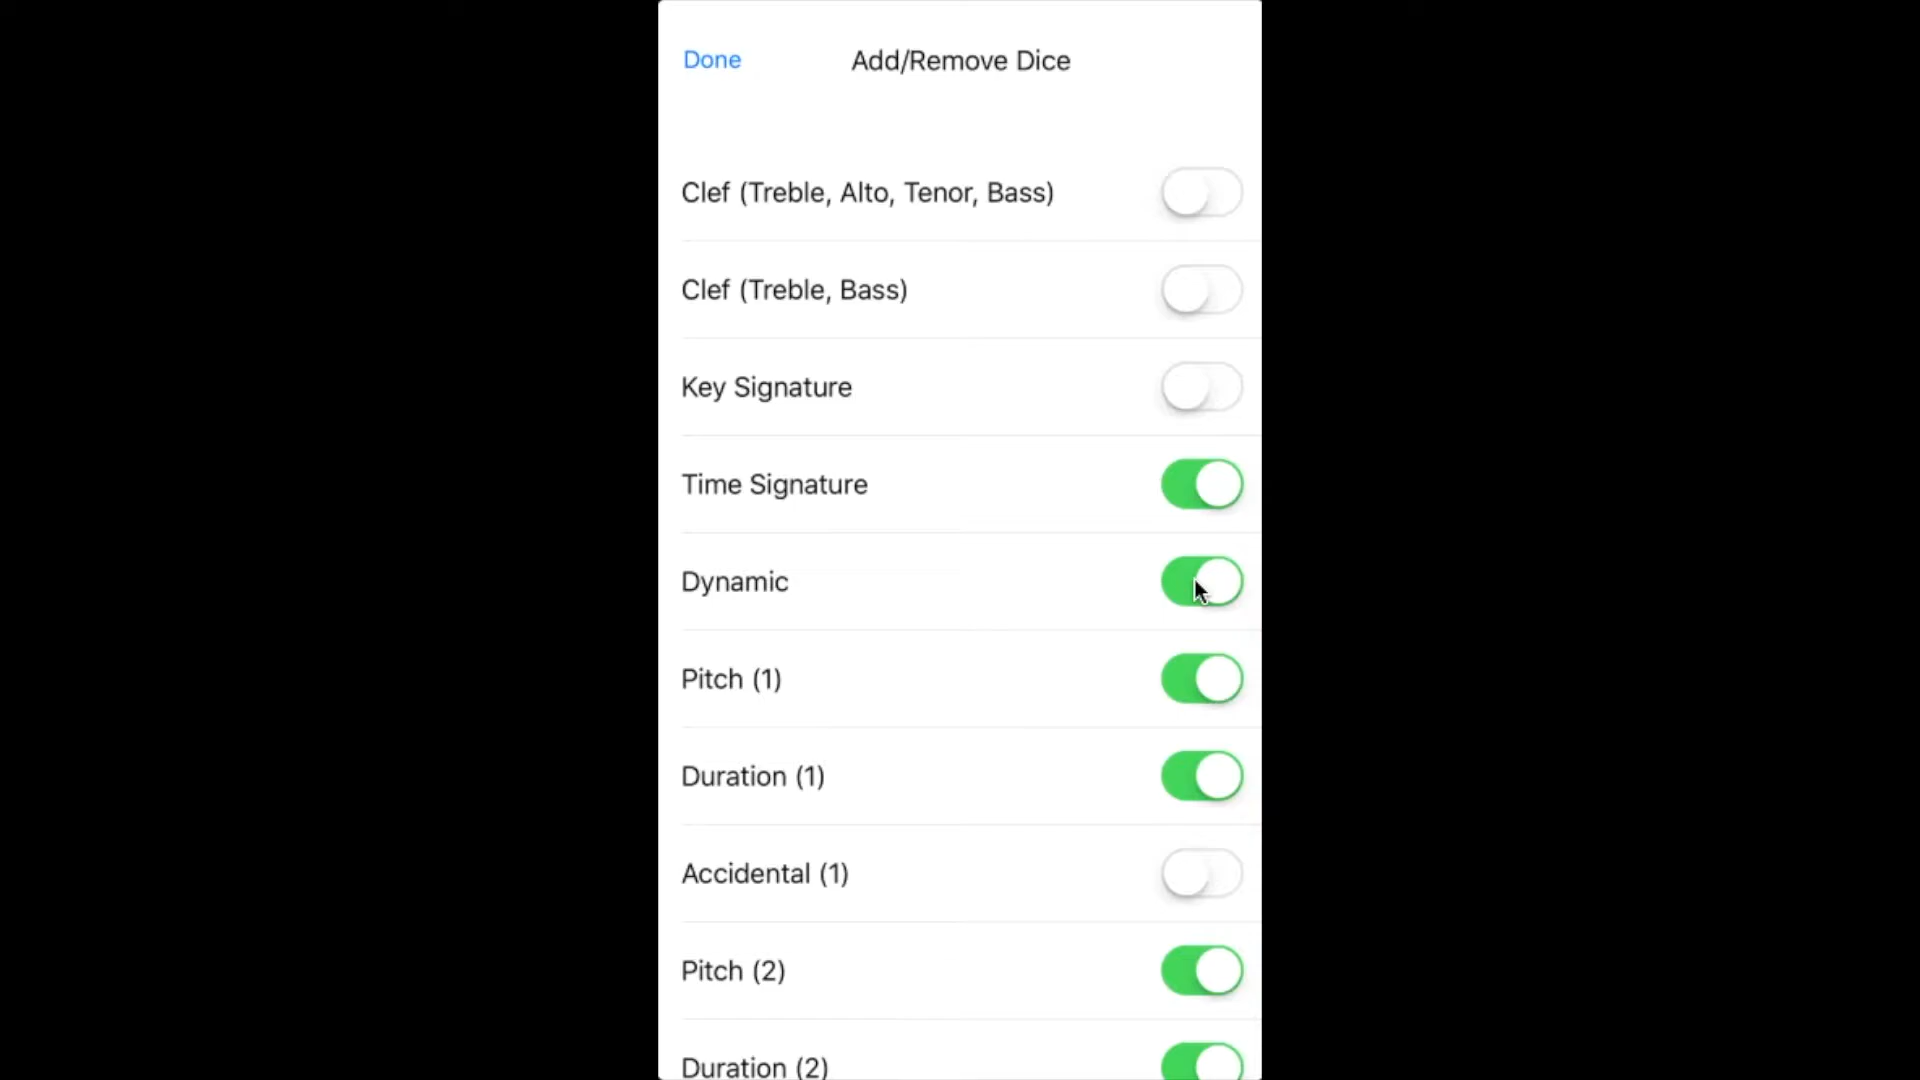 Done
Add/Remove Dice
Clef (Treble, Alto, Tenor, Bass)
Clef (Treble, Bass)
Key Signature
Time Signature
Dynamic
Pitch (1)
Duration (1)
Accidental (1)
Pitch (2)
Duration (2)